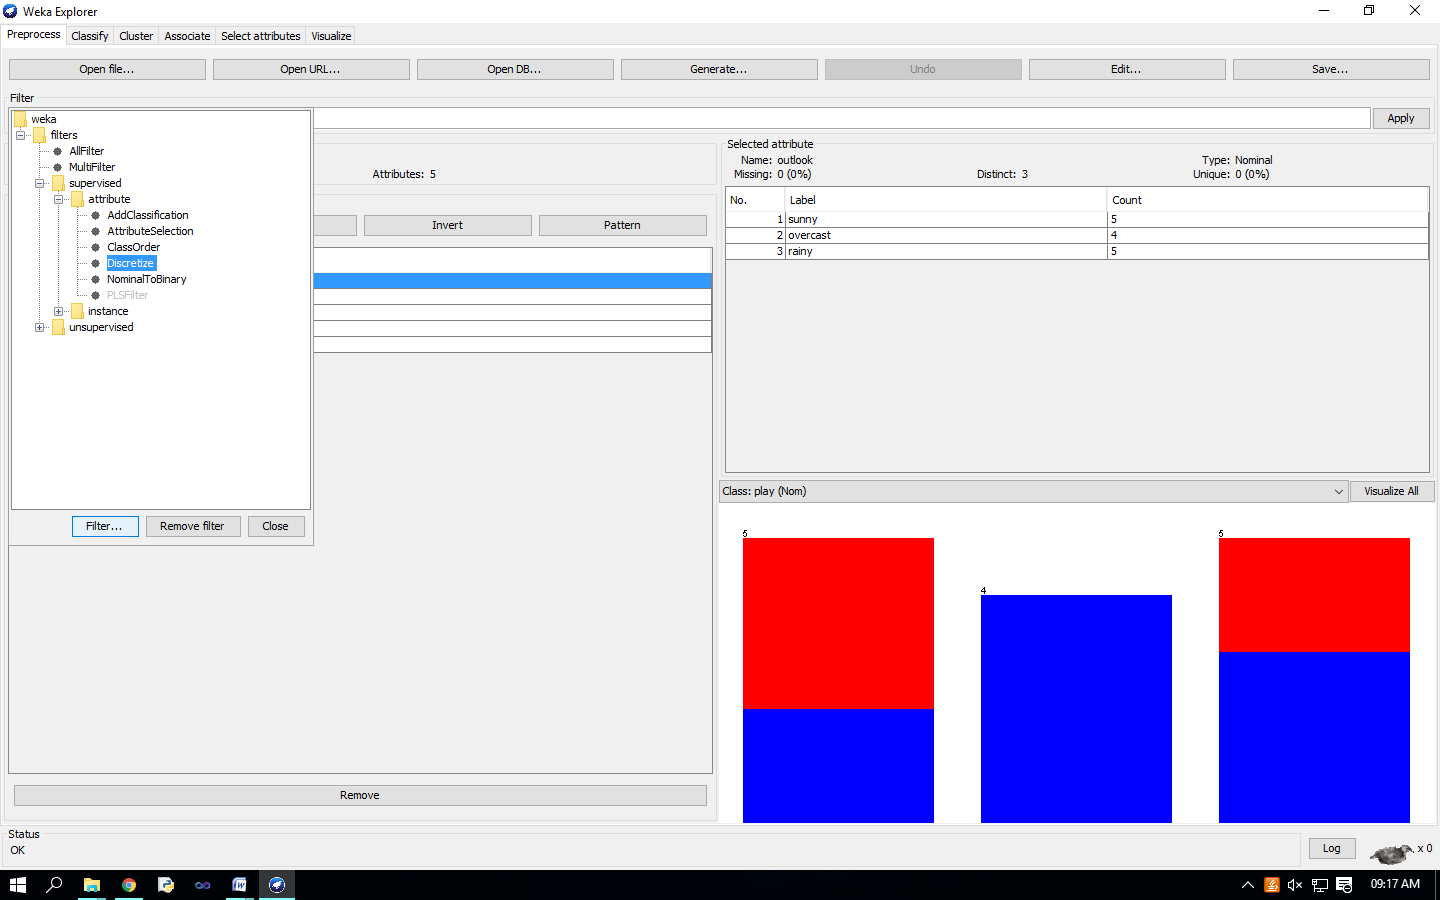 Weka Explorer
Preprocess Classify Cluster Associate Select attributes Visualize
Open file... Open URL... Open DB... Generate... Undo Edit... Save...
Filter
Apply
weka
filters
AllFilter
MultiFilter
supervised
attribute
AddClassification
AttributeSelection
ClassOrder
Discretize
NominalToBinary
PLSFilter
instance
unsupervised
Filter... Remove filter Close
Attributes: 5
Invert Pattern
Remove
Selected attribute
Name: outlook Type: Nominal
Missing: 0 (0%) Distinct: 3 Unique: 0 (0%)
No. Label Count
1 sunny 5
2 overcast 4
3 rainy 5
Class: play (Nom) Visualize All
5 4 5
Status
OK
Log x 0
09:17 AM